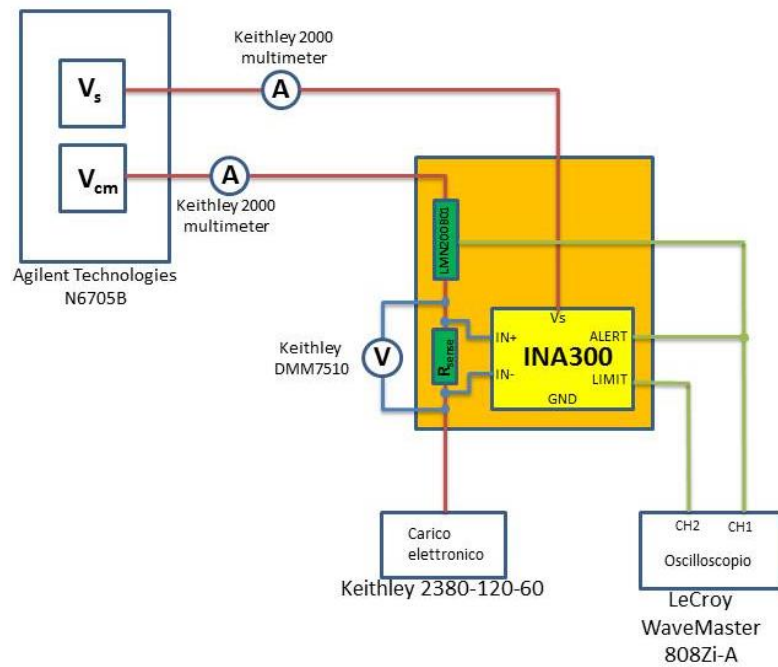 Keithley 2000
multimeter
Vs
A
Vcm
A
Keithley 2000
multimeter
Agilent Technologies
N6705B
LMN200B01
Keithley
DMM7510
V
Rsense
Vs
IN+
ALERT
INA300
IN-
LIMIT
GND
Carico
elettronico
Keithley 2380-120-60
CH2
CH1
Oscilloscopio
LeCroy
WaveMaster
808Zi-A